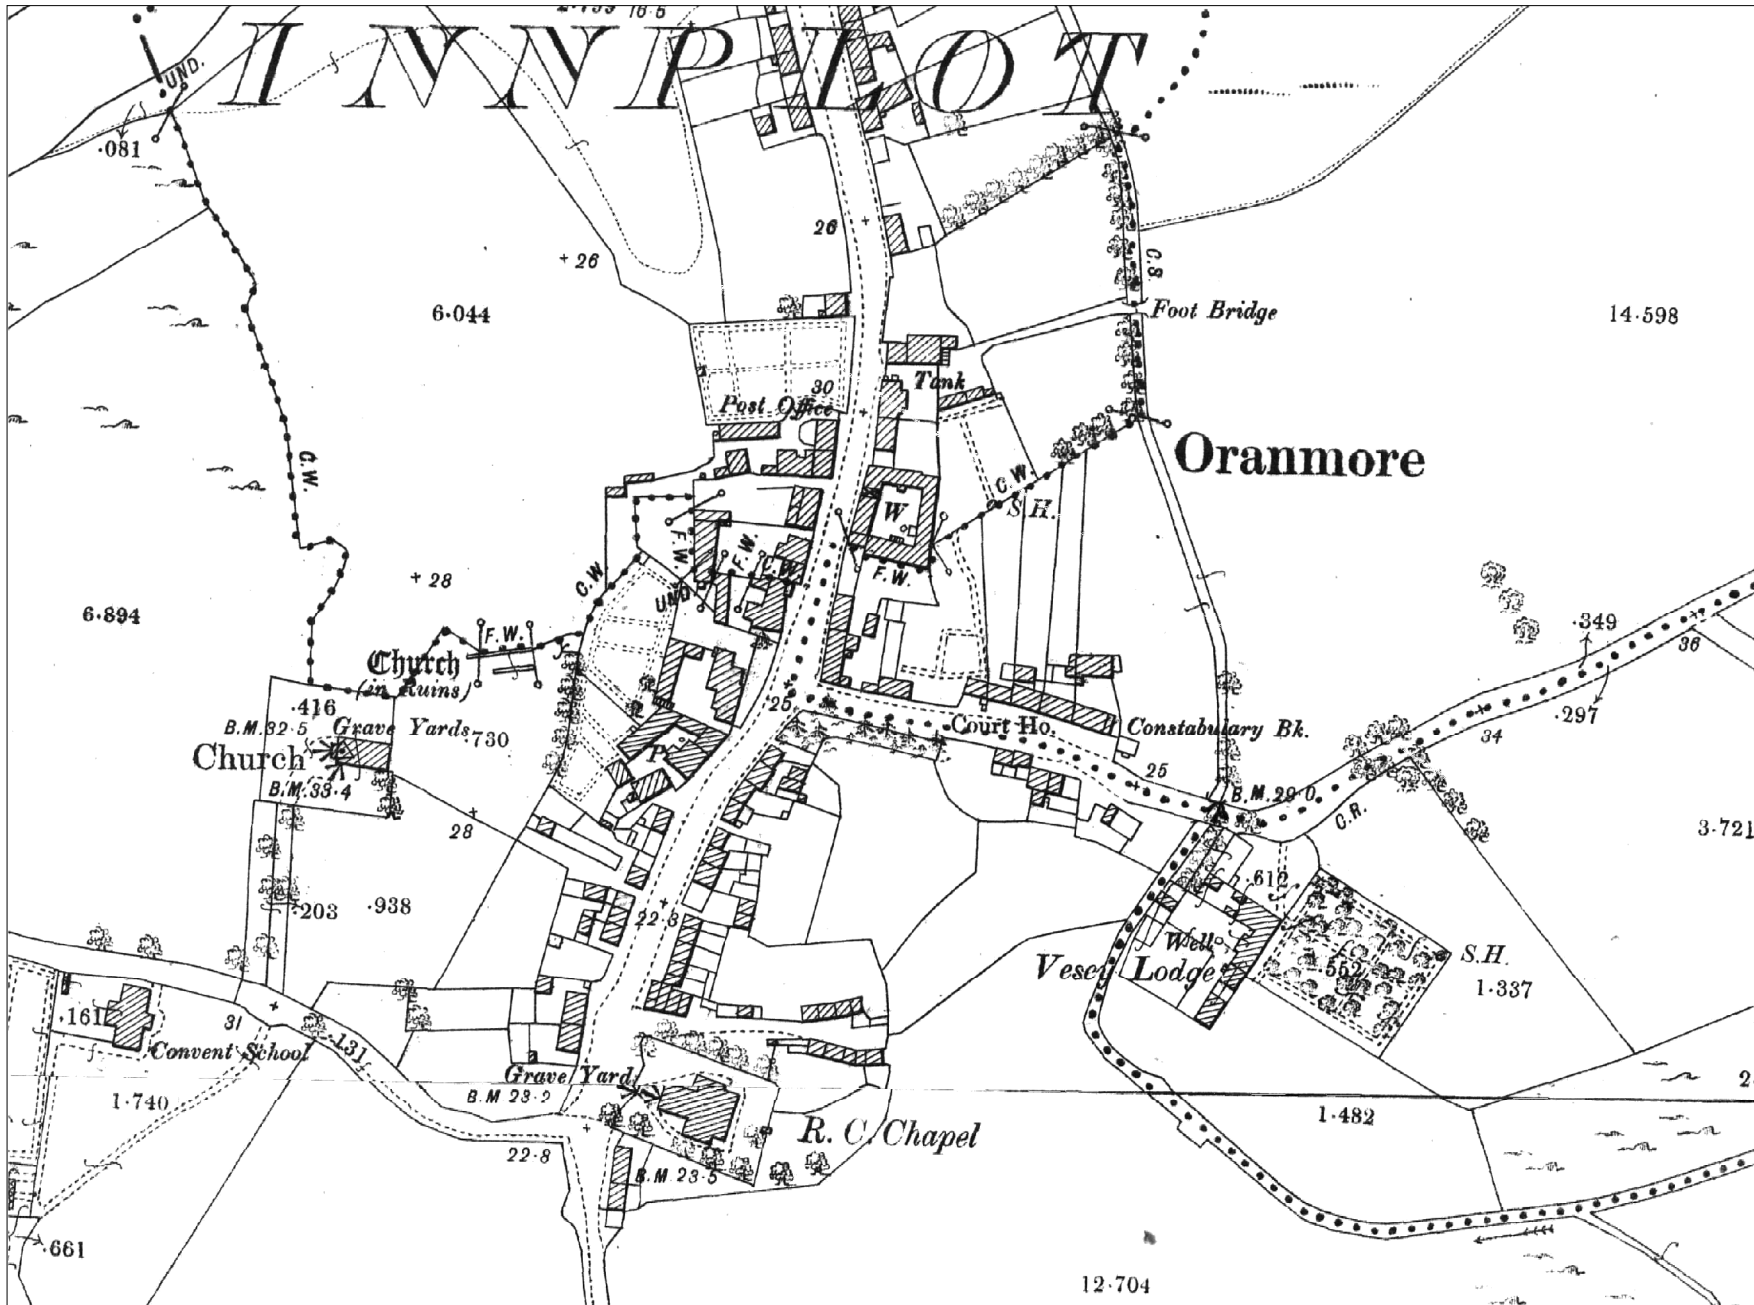 INNPLOT
UND.
·081
26
+ 26
C.S.
6·044
Foot Bridge
14·598
Tank
30
Post Office
Oranmore
C.W.
C.W.
S.H.
W
F.W.
F.W.
C.W.
F.W.
C.W.
UND.
+ 28
6·894
·349
36
F.W.
Church
(in Ruins)
·416
25
·297
34
B.M.32·5
Grave Yards
·730
Court Ho.
Constabulary Bk.
Church
P
25
B.M.33·4
B.M.29·0
C.R.
28
3·721
·612
·203
·938
22·8
Well
S.H.
Vescy Lodge
·552
1·337
·161
31
·131
Convent School
Grave Yard
B.M.23·9
1·740
1·482
R. C. Chapel
22·8
B.M.23·5
·661
12·704